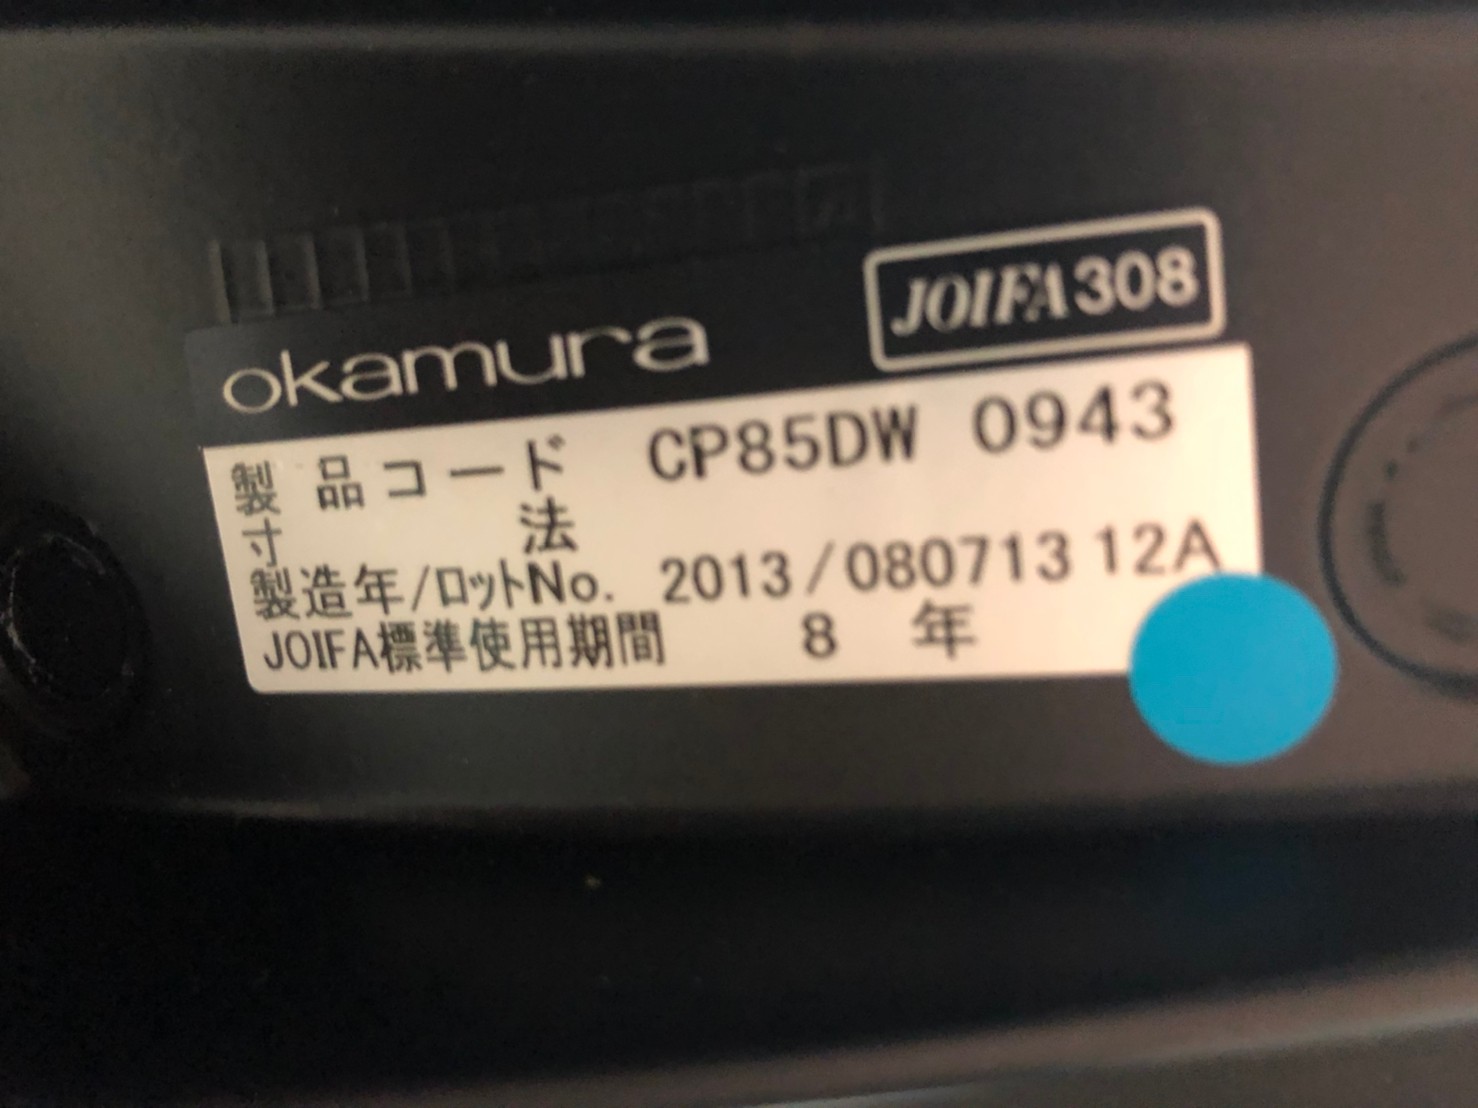 okamura JOIFA308
製品コード CP85DW 0943
寸法
製造年/ロットNo. 2013/080713 12A
JOIFA標準使用期間 8 年